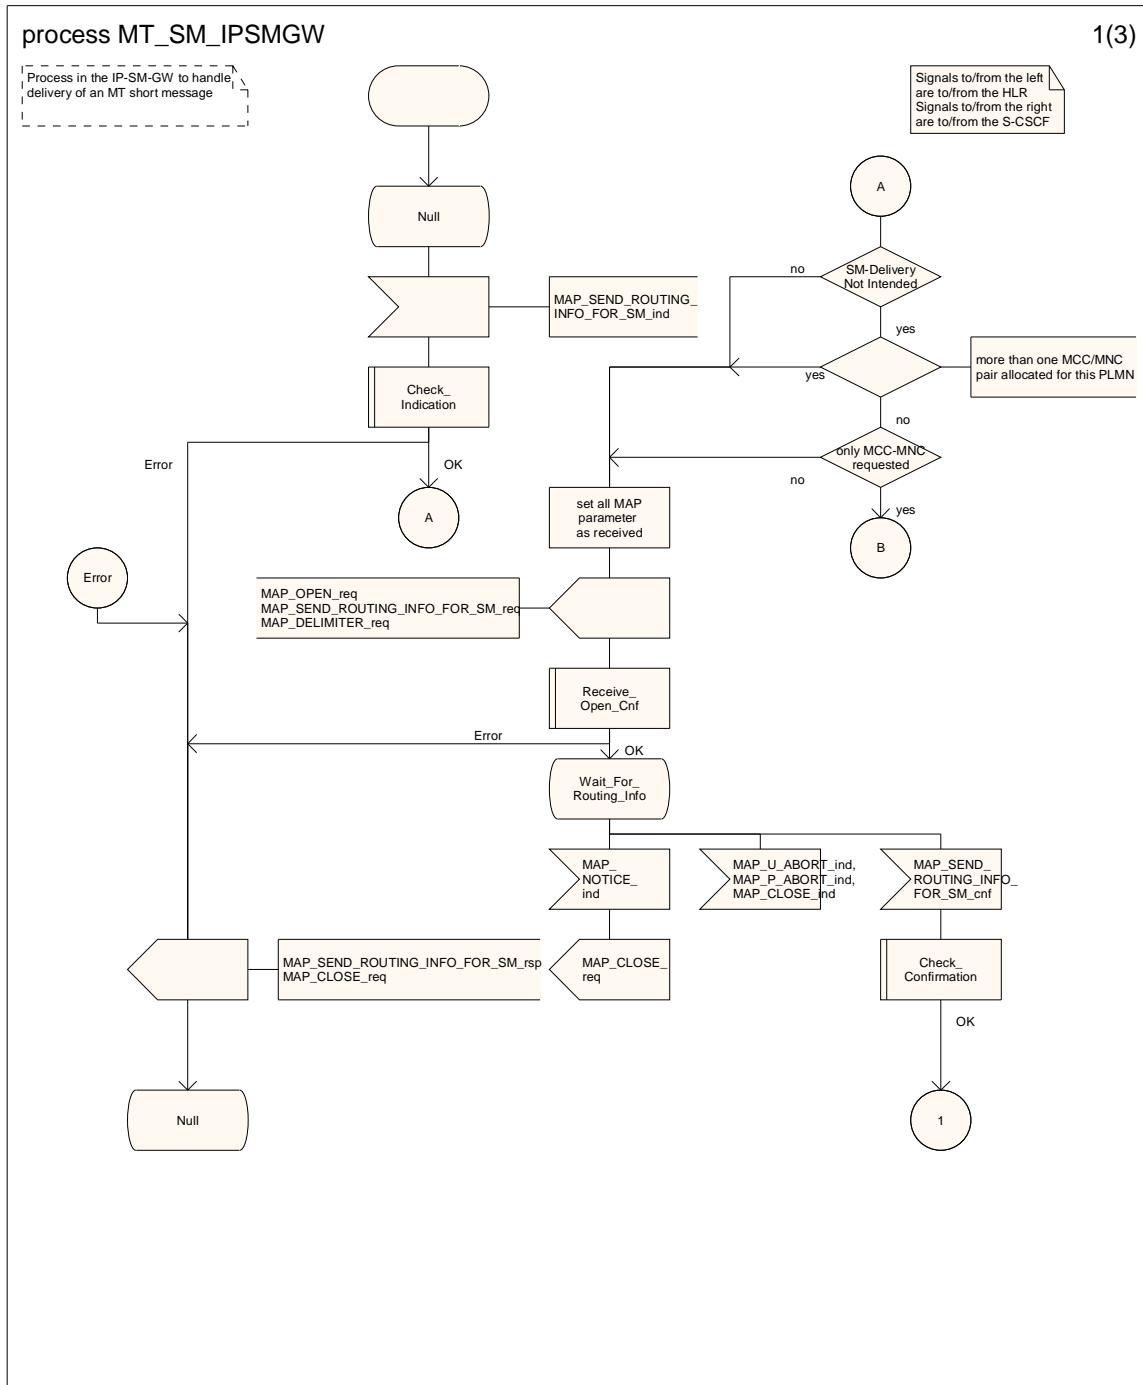 process MT_SM_IPSMGW
1(3)
Process in the IP-SM-GW to handle
delivery of an MT short message
Signals to/from the left
are to/from the HLR
Signals to/from the right
are to/from the S-CSCF
A
Null
SM-Delivery
Not Intended
no
yes
MAP_SEND_ROUTING_
INFO_FOR_SM_ind
more than one MCC/MNC
pair allocated for this PLMN
yes
no
Check_
Indication
Error
OK
only MCC-MNC
requested
no
yes
A
set all MAP
parameter
as received
B
Error
MAP_OPEN_req
MAP_SEND_ROUTING_INFO_FOR_SM_req
MAP_DELIMITER_req
Receive_
Open_Cnf
Error
OK
Wait_For_
Routing_Info
MAP_
NOTICE_
ind
MAP_U_ABORT_ind,
MAP_P_ABORT_ind,
MAP_CLOSE_ind
MAP_SEND_
ROUTING_INFO_
FOR_SM_cnf
MAP_SEND_ROUTING_INFO_FOR_SM_rsp
MAP_CLOSE_req
MAP_CLOSE_
req
Check_
Confirmation
OK
Null
1